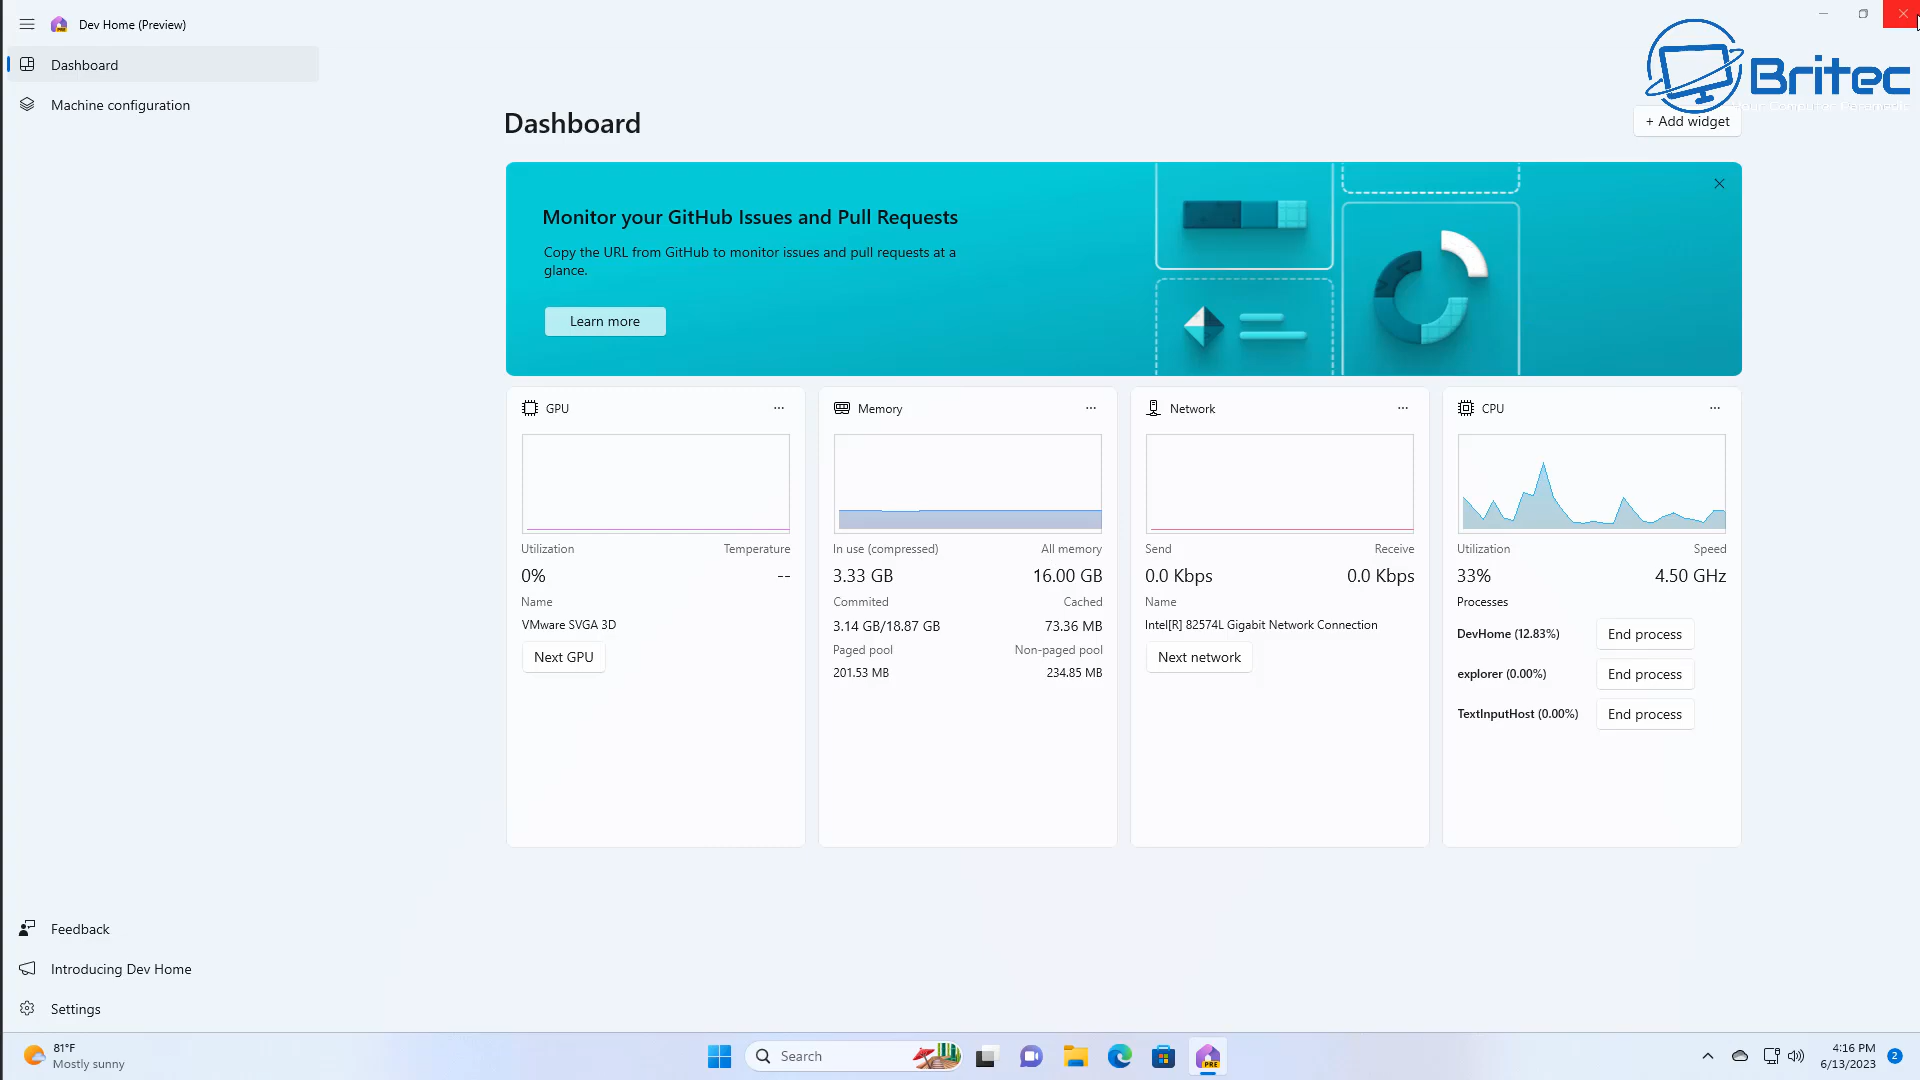 Dev Home (Preview)
Dashboard
Machine configuration
Britec
Dashboard
+ Add widget
Monitor your GitHub Issues and Pull Requests
Copy the URL from GitHub to monitor issues and pull requests at a
glance.
Learn more
GPU
Utilization Temperature
0% --
Name
VMware SVGA 3D
Next GPU
Memory
In use (compressed) All memory
3.33 GB 16.00 GB
Commited Cached
3.14 GB/18.87 GB 73.36 MB
Paged pool Non-paged pool
201.53 MB 234.85 MB
Network
Send Receive
0.0 Kbps 0.0 Kbps
Name
Intel[R] 82574L Gigabit Network Connection
Next network
CPU
Utilization Speed
33% 4.50 GHz
Processes
DevHome (12.83%) End process
explorer (0.00%) End process
TextInputHost (0.00%) End process
Feedback
Introducing Dev Home
Settings
81°F
Mostly sunny
Search
PRE
4:16 PM
6/13/2023
2